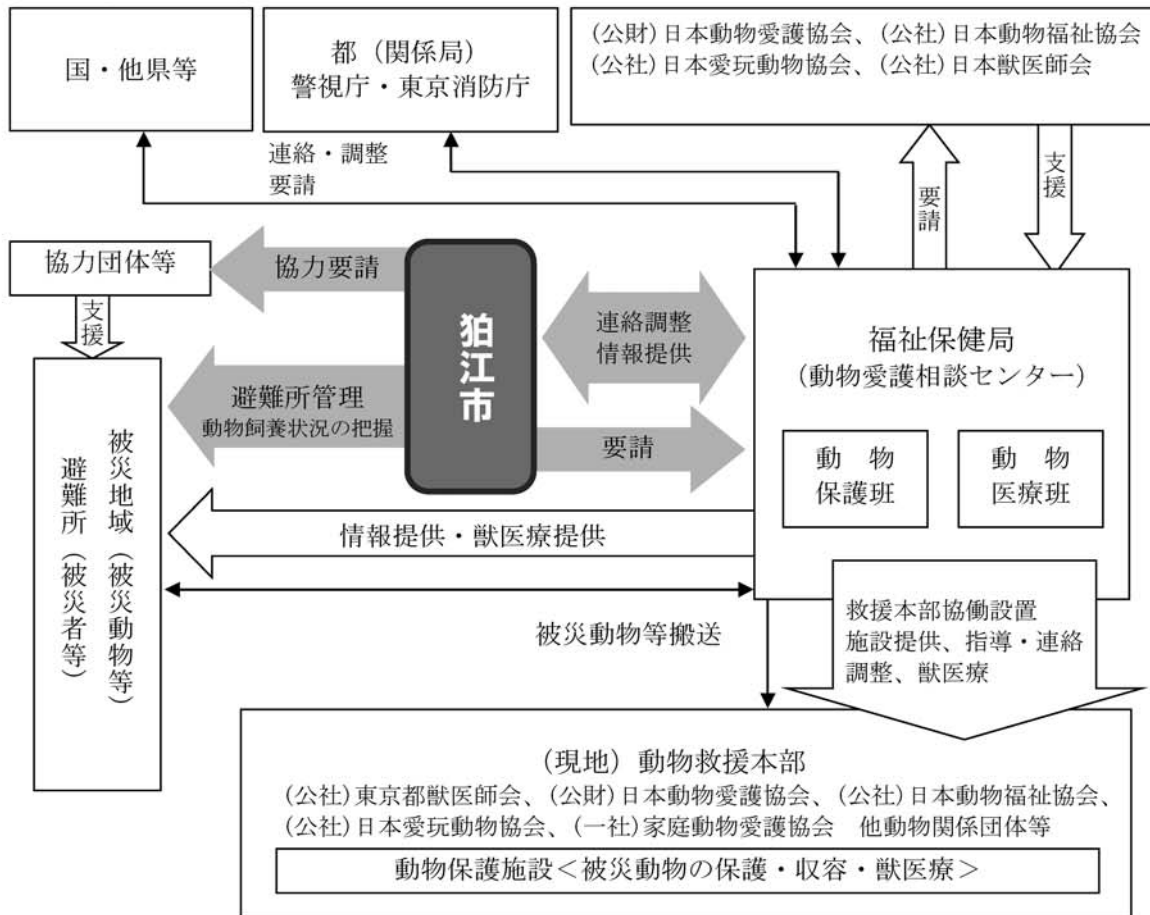 国・他県等
都（関係局）
警視庁・東京消防庁
(公財)日本動物愛護協会、(公社)日本動物福祉協会
(公社)日本愛玩動物協会、(公社)日本獣医師会
連絡・調整
要請
要請
支援
協力団体等
協力要請
支援
狛江市
連絡調整
情報提供
福祉保健局
（動物愛護相談センター）
避難所管理
動物飼養状況の把握
要請
動　物
保護班
動　物
医療班
被災地域（被災動物等）
避難所（被災者等）
情報提供・獣医療提供
被災動物等搬送
救援本部協働設置
施設提供、指導・連絡
調整、獣医療
（現地）動物救援本部
(公社)東京都獣医師会、(公財)日本動物愛護協会、(公社)日本動物福祉協会、
(公社)日本愛玩動物協会、(一社)家庭動物愛護協会　他動物関係団体等
動物保護施設＜被災動物の保護・収容・獣医療＞